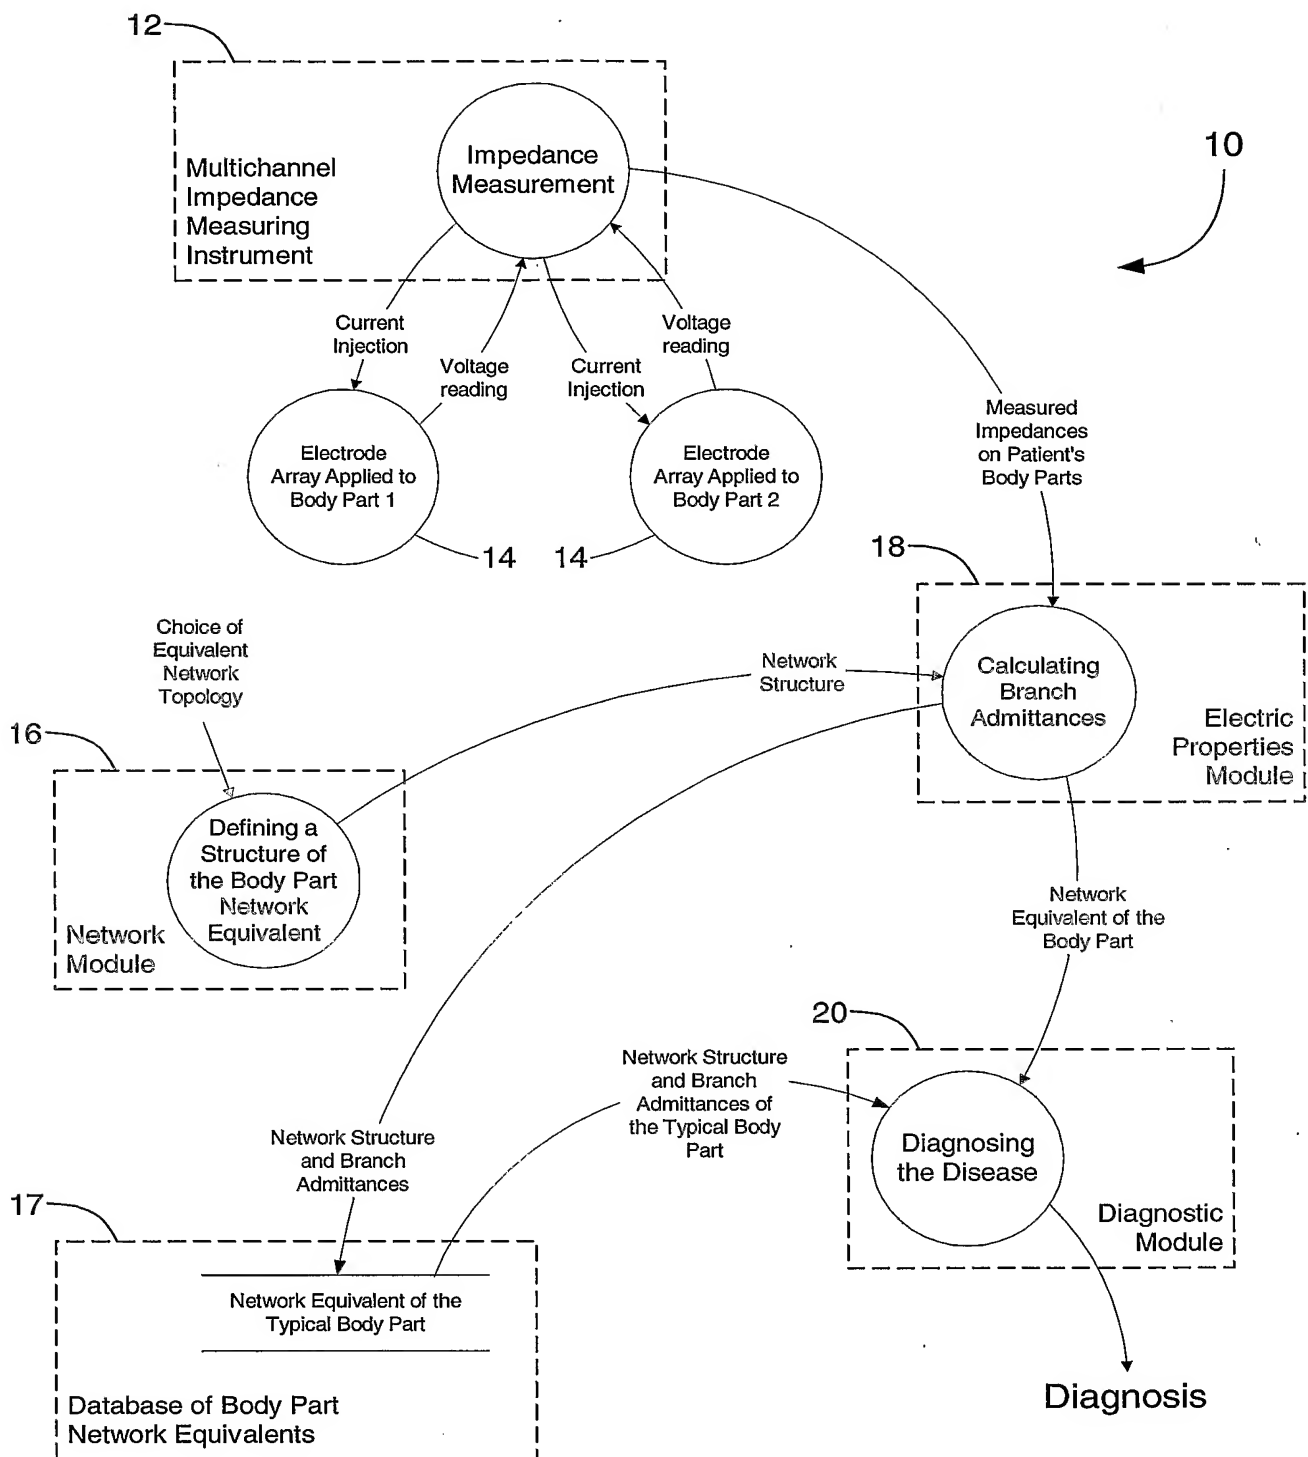 12
Multichannel
Impedance
Measuring
Instrument
Impedance
Measurement
10
Current
Injection
Voltage
reading
Current
Injection
Voltage
reading
Measured
Impedances
on Patient's
Body Parts
Electrode
Array Applied to
Body Part 1
Electrode
Array Applied to
Body Part 2
14
14
18
Choice of
Equivalent
Network
Topology
Network
Structure
Calculating
Branch
Admittances
Electric
Properties
Module
16
Defining a
Structure of
the Body Part
Network
Equivalent
Network
Module
Network
Equivalent of the
Body Part
20
Network Structure
and Branch
Admittances of
the Typical Body
Part
Diagnosing
the Disease
Diagnostic
Module
Network Structure
and Branch
Admittances
17
Network Equivalent of the
Typical Body Part
Database of Body Part
Network Equivalents
Diagnosis